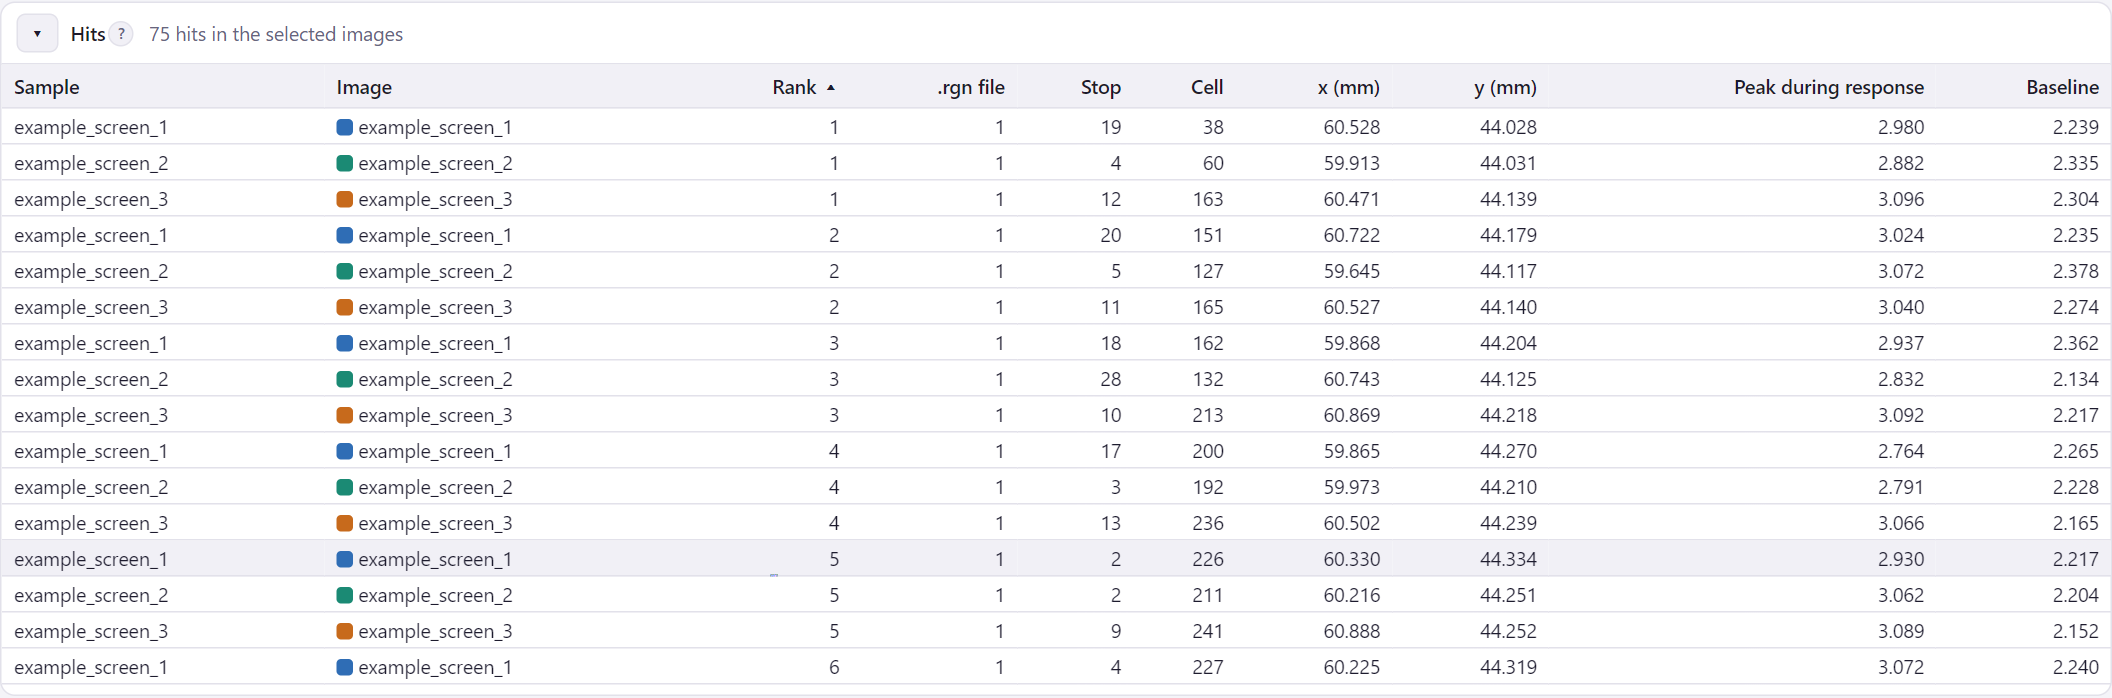 ▼ Hits ? 75 hits in the selected images
Sample Image Rank ▲ .rgn file Stop Cell x (mm) y (mm) Peak during response Baseline
example_screen_1 example_screen_1 1 1 19 38 60.528 44.028 2.980 2.239
example_screen_2 example_screen_2 1 1 4 60 59.913 44.031 2.882 2.335
example_screen_3 example_screen_3 1 1 12 163 60.471 44.139 3.096 2.304
example_screen_1 example_screen_1 2 1 20 151 60.722 44.179 3.024 2.235
example_screen_2 example_screen_2 2 1 5 127 59.645 44.117 3.072 2.378
example_screen_3 example_screen_3 2 1 11 165 60.527 44.140 3.040 2.274
example_screen_1 example_screen_1 3 1 18 162 59.868 44.204 2.937 2.362
example_screen_2 example_screen_2 3 1 28 132 60.743 44.125 2.832 2.134
example_screen_3 example_screen_3 3 1 10 213 60.869 44.218 3.092 2.217
example_screen_1 example_screen_1 4 1 17 200 59.865 44.270 2.764 2.265
example_screen_2 example_screen_2 4 1 3 192 59.973 44.210 2.791 2.228
example_screen_3 example_screen_3 4 1 13 236 60.502 44.239 3.066 2.165
example_screen_1 example_screen_1 5 1 2 226 60.330 44.334 2.930 2.217
example_screen_2 example_screen_2 5 1 2 211 60.216 44.251 3.062 2.204
example_screen_3 example_screen_3 5 1 9 241 60.888 44.252 3.089 2.152
example_screen_1 example_screen_1 6 1 4 227 60.225 44.319 3.072 2.240